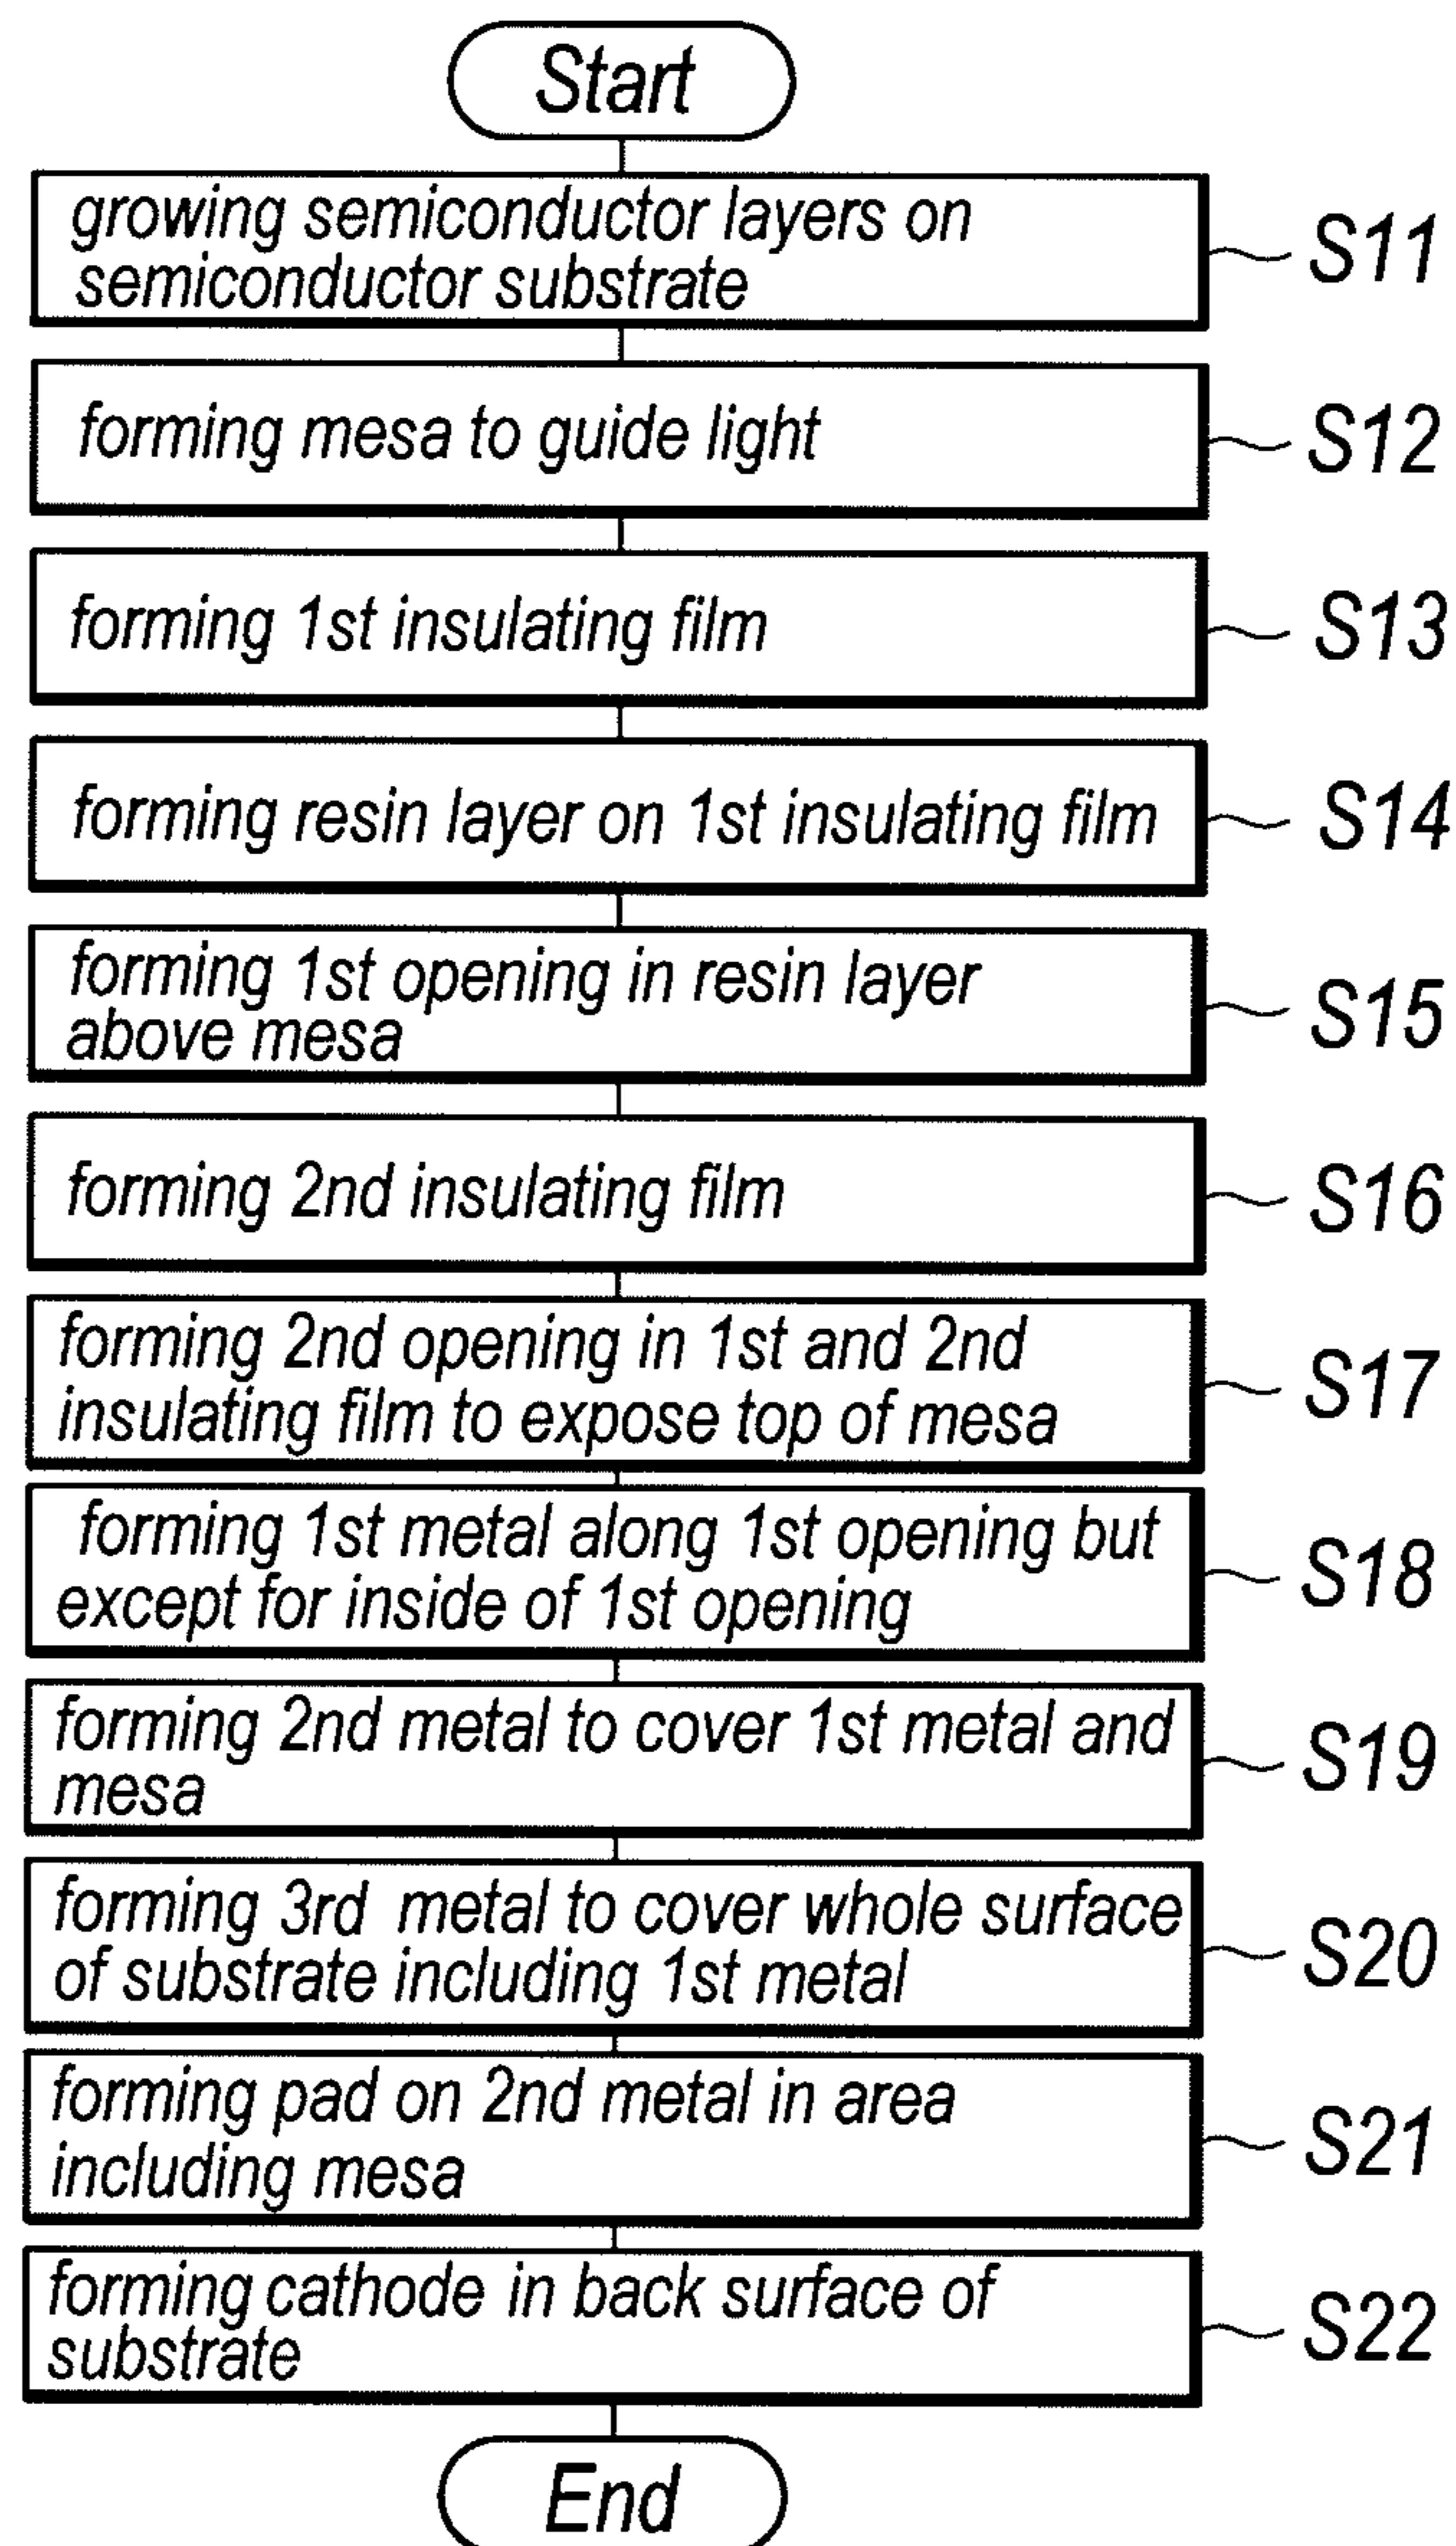 Start
growing semiconductor layers on
semiconductor substrate
S11
forming mesa to guide light
S12
forming 1st insulating film
S13
forming resin layer on 1st insulating film
S14
forming 1st opening in resin layer
above mesa
S15
forming 2nd insulating film
S16
forming 2nd opening in 1st and 2nd
insulating film to expose top of mesa
S17
forming 1st metal along 1st opening but
except for inside of 1st opening
S18
forming 2nd metal to cover 1st metal and
mesa
S19
forming 3rd metal to cover whole surface
of substrate including 1st metal
S20
forming pad on 2nd metal in area
including mesa
S21
forming cathode in back surface of
substrate
S22
End